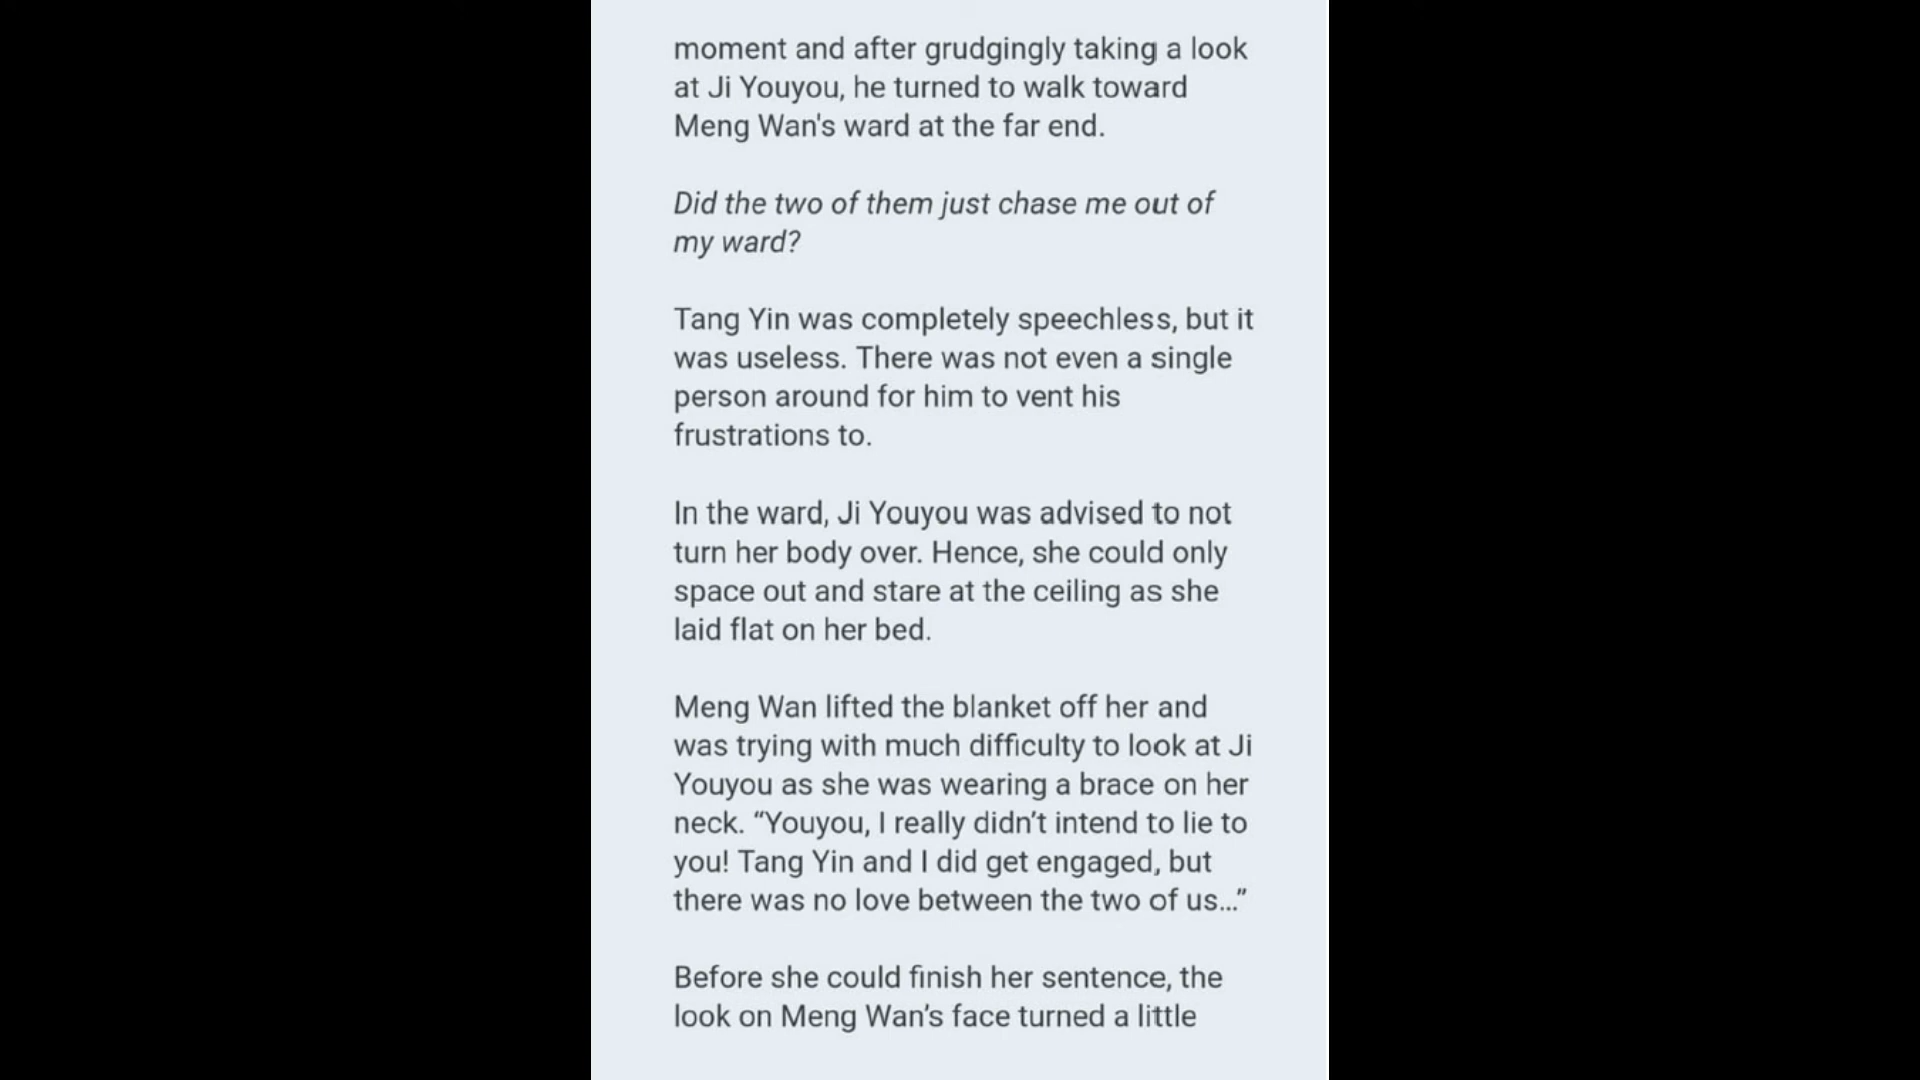 moment and after grudgingly taking a look
at Ji Youyou, he turned to walk toward
Meng Wan's ward at the far end.
Did the two of them just chase me out of
my ward?
Tang Yin was completely speechless, but it
was useless. There was not even a single
person around for him to vent his
frustrations to.
In the ward, Ji Youyou was advised to not
turn her body over. Hence, she could only
space out and stare at the ceiling as she
laid flat on her bed.
Meng Wan lifted the blanket off her and
was trying with much difficulty to look at Ji
Youyou as she was wearing a brace on her
neck. “Youyou, I really didn’t intend to lie to
you! Tang Yin and I did get engaged, but
there was no love between the two of us…”
Before she could finish her sentence, the
look on Meng Wan’s face turned a little